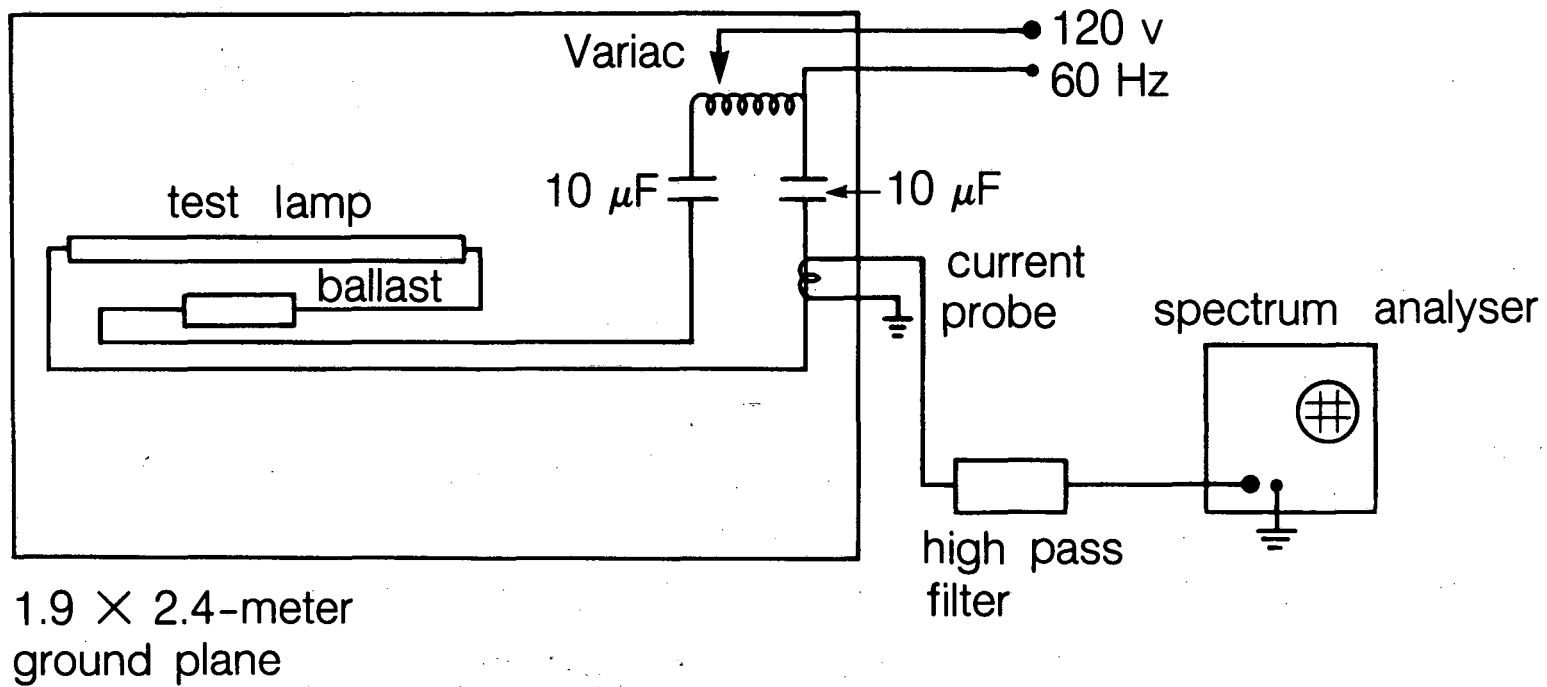 120 v
Variac
60 Hz
10 μF
10 μF
test lamp
ballast
current
probe
spectrum analyser
high pass
filter
1.9 × 2.4-meter
ground plane